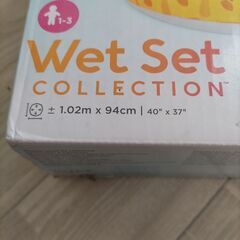 1-3
Wet Set
COLLECTION™
± 1.02m x 94cm | 40" x 37"